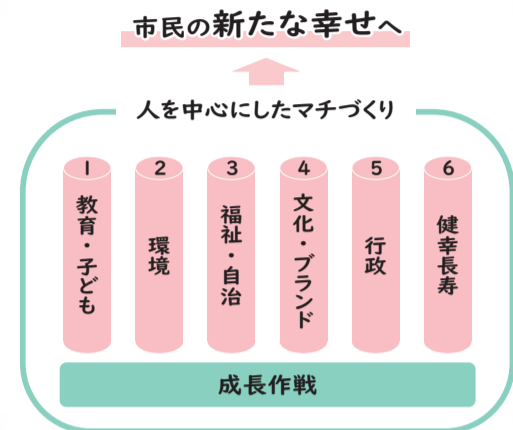 市民の新たな幸せへ
人を中心にしたマチづくり
1
教育・子ども
2
環境
3
福祉・自治
4
文化・ブランド
5
行政
6
健幸長寿
成長作戦